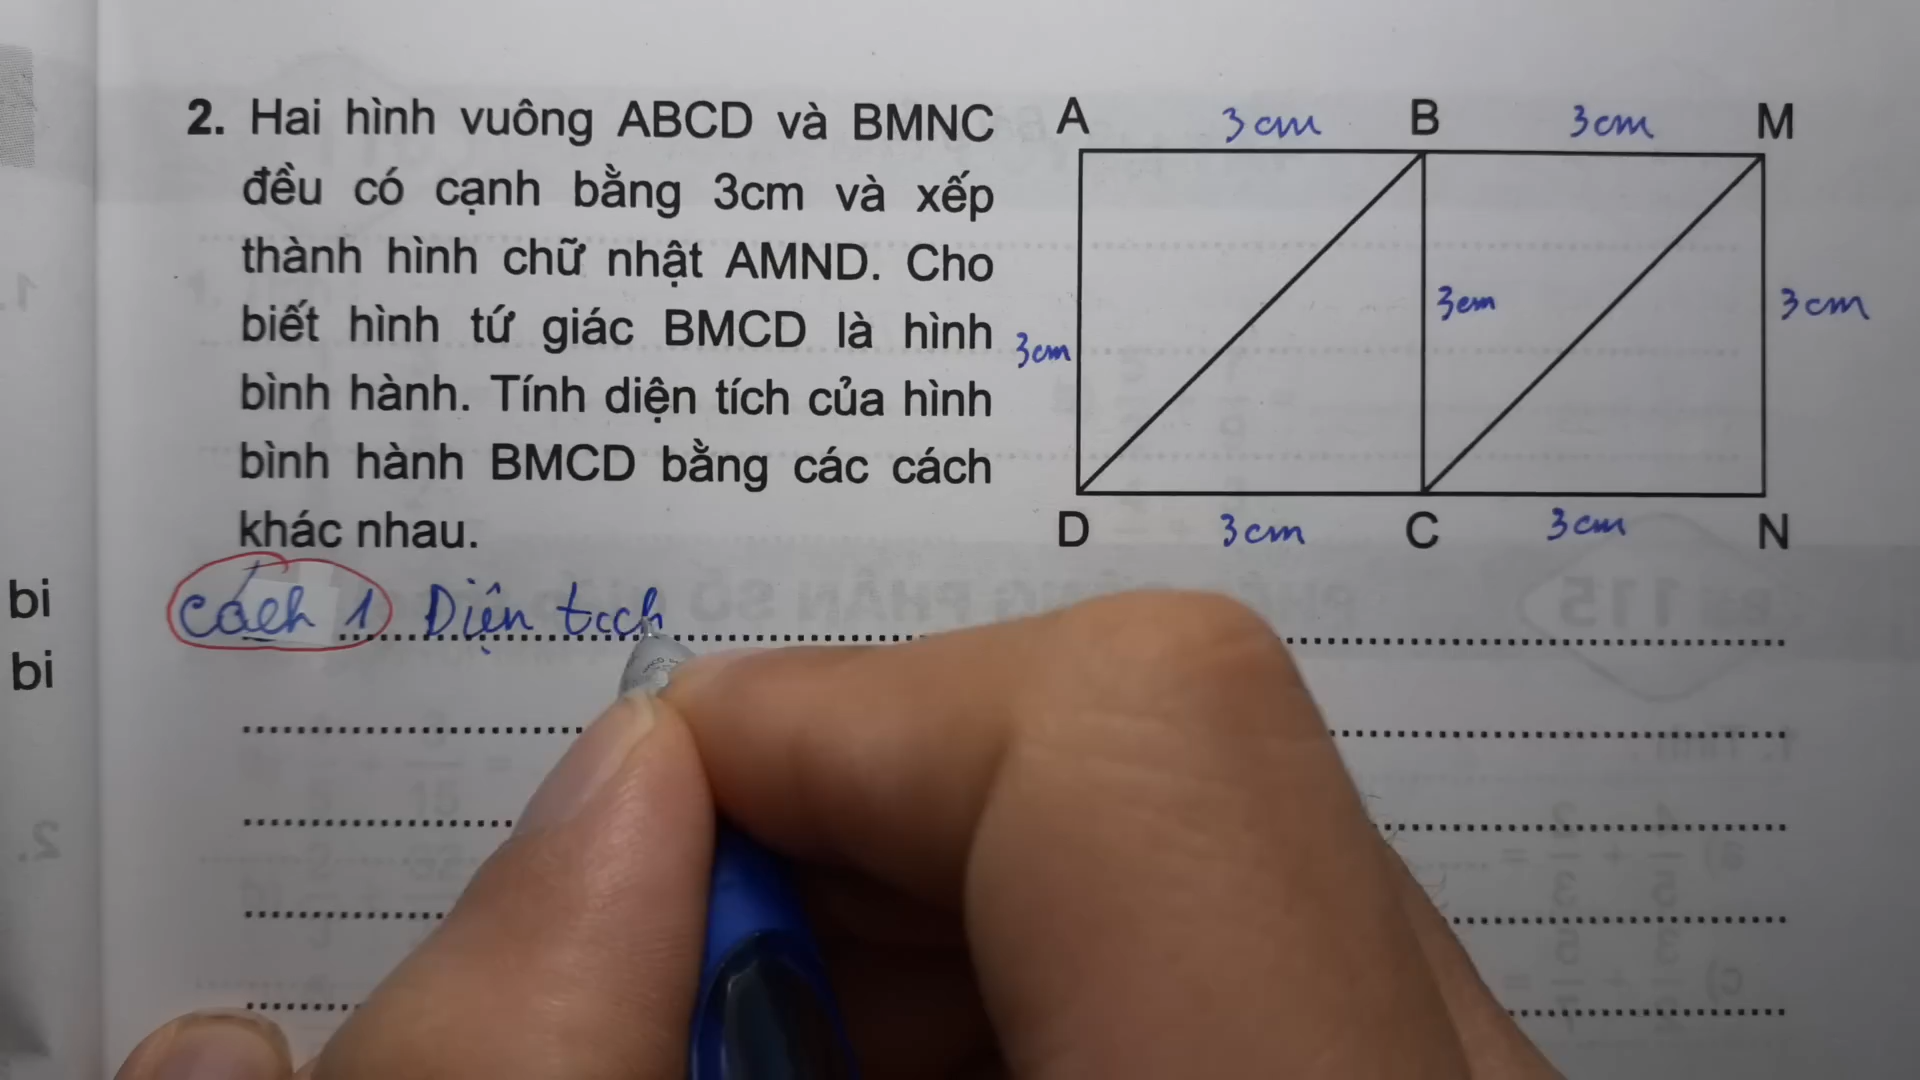 2. Hai hình vuông ABCD và BMNC
đều có cạnh bằng 3cm và xếp
thành hình chữ nhật AMND. Cho
biết hình tứ giác BMCD là hình
bình hành. Tính diện tích của hình
bình hành BMCD bằng các cách
khác nhau.
A 3cm B 3cm M
3cm 3cm 3cm
D 3cm C 3cm N
Cách 1 Diện tcch
bi
bi